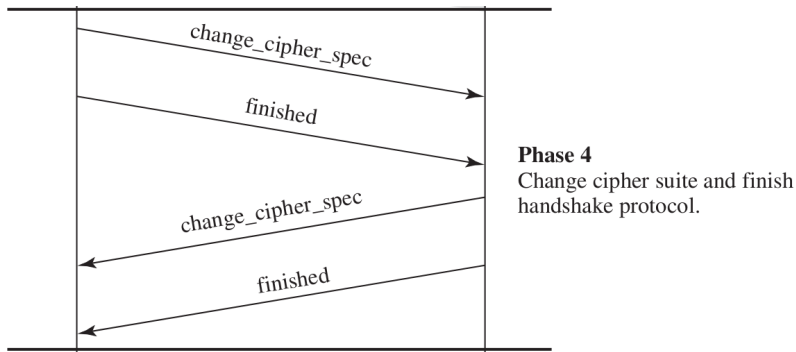 change_cipher_spec
finished
Phase 4
Change cipher suite and finish
handshake protocol.
change_cipher_spec
finished